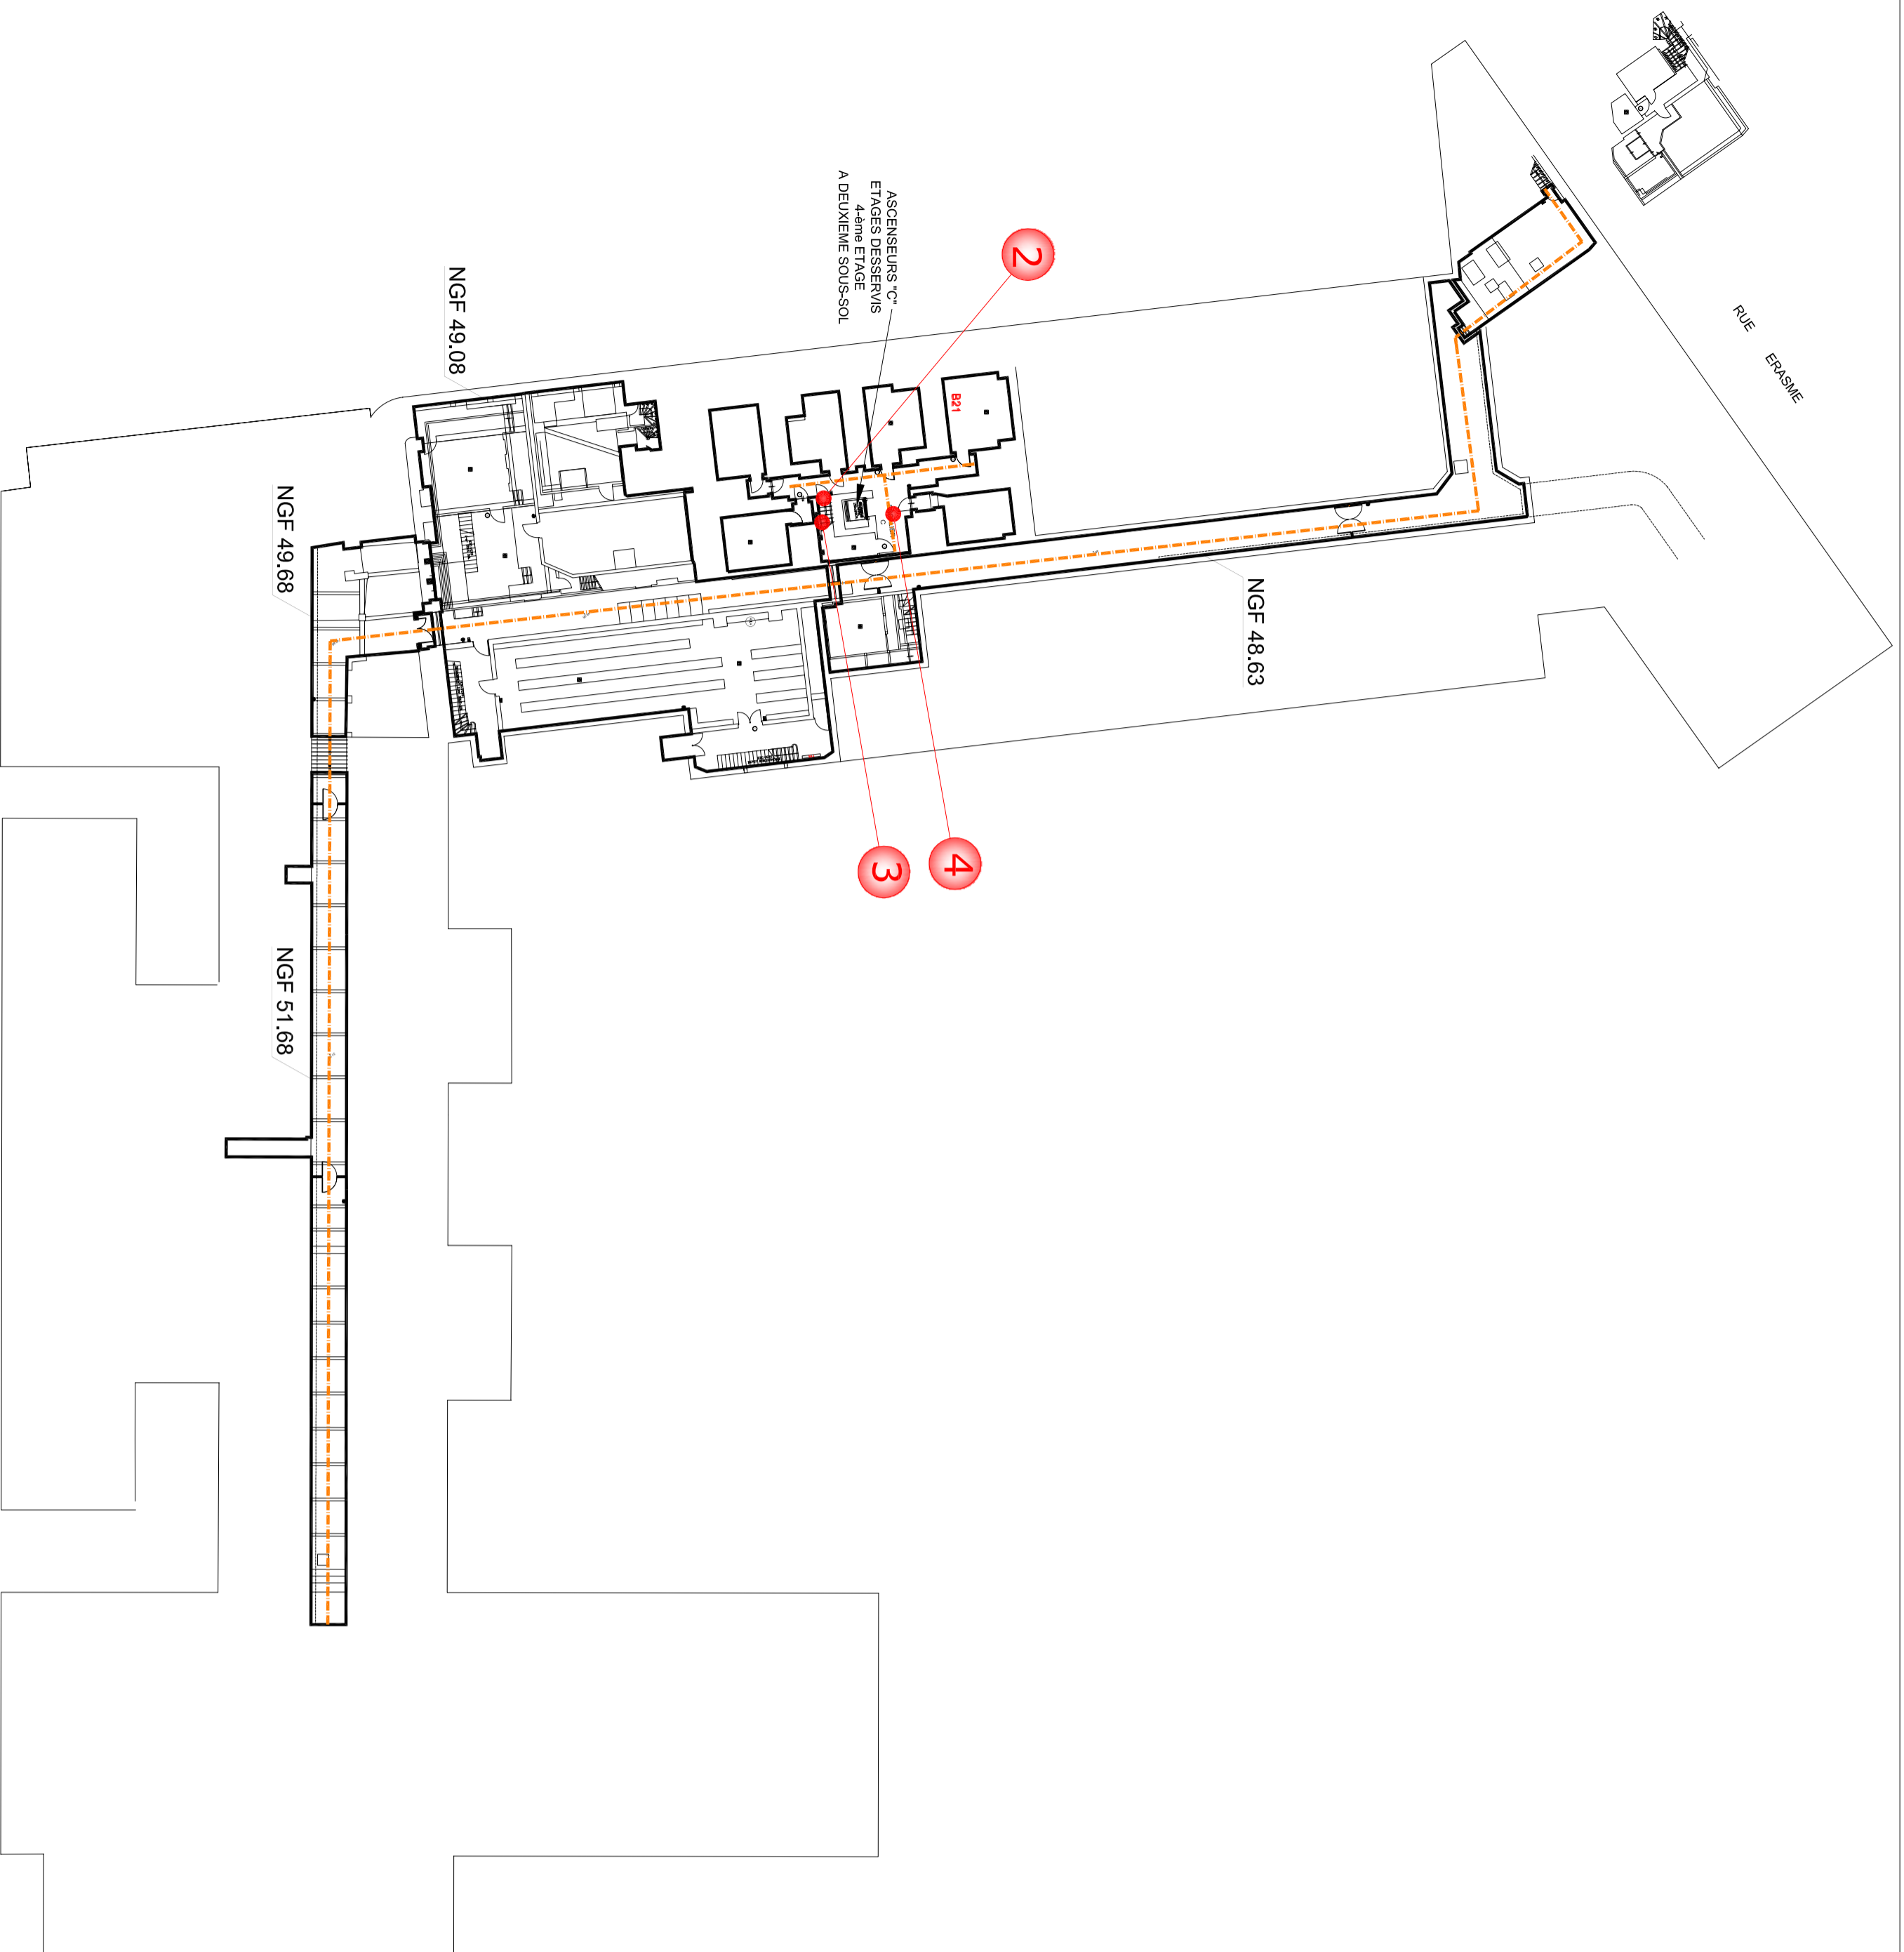 RUE ERASME
ASCENSEURS "C"
ETAGES DESSERVIS
4-ème ETAGE
A DEUXIEME SOUS-SOL
2
B21
NGF 49.08
NGF 49.68
NGF 48.63
4
3
NGF 51.68